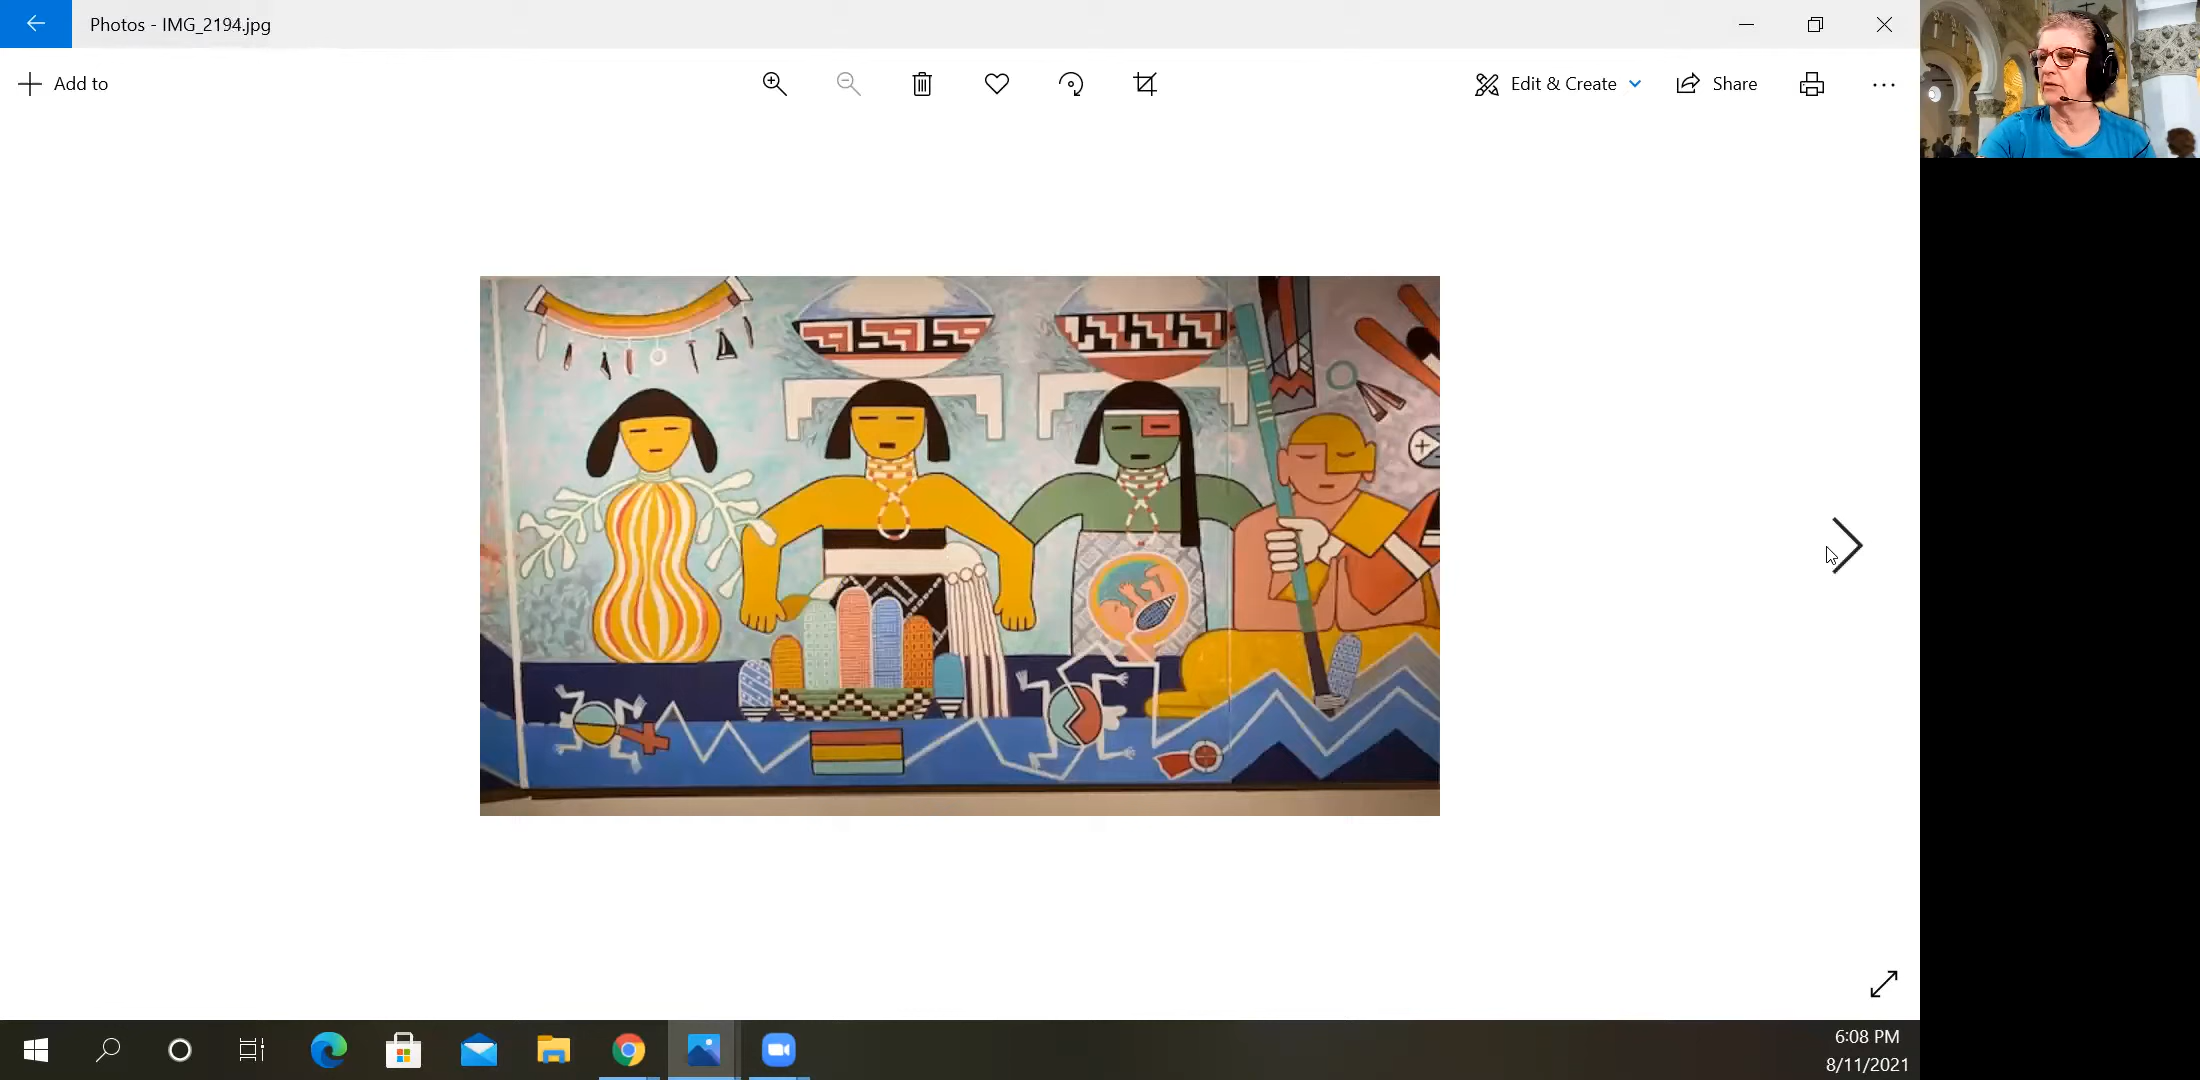 Photos - IMG_2194.jpg
Add to
Edit & Create
Share
6:08 PM
8/11/2021